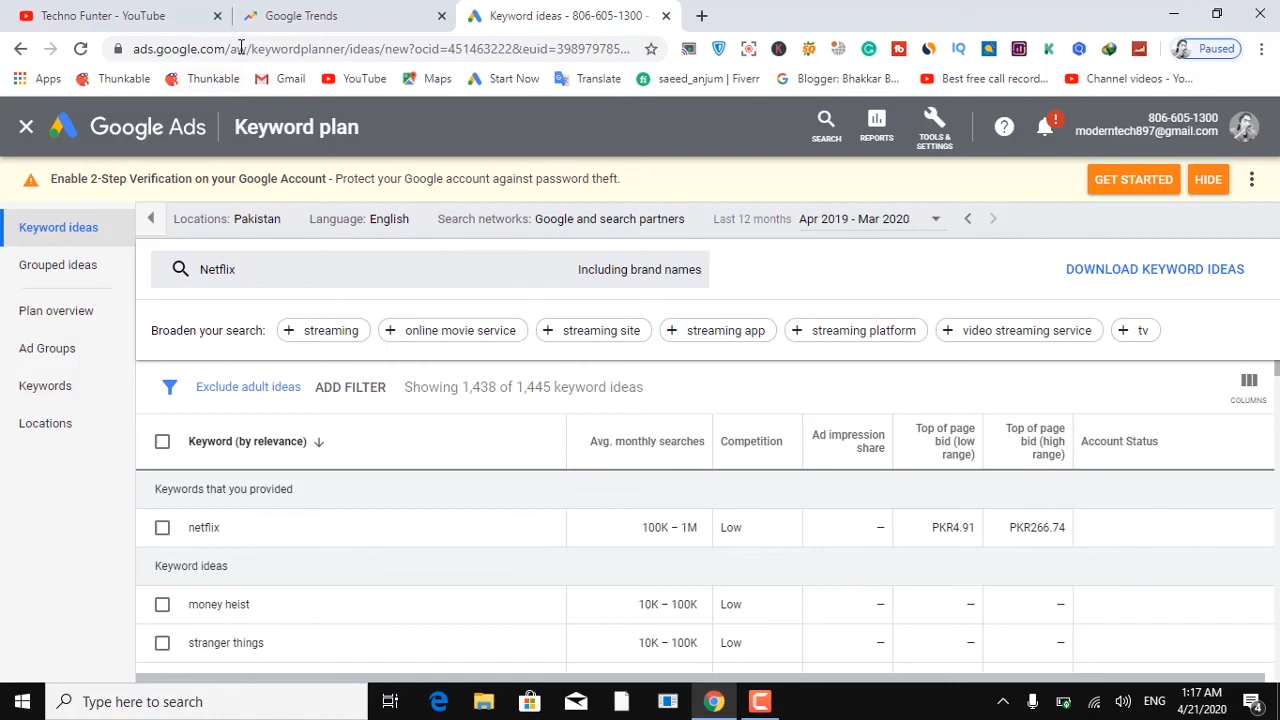 Techno Funter - YouTube
Google Trends
Keyword ideas - 806-605-1300 -
ads.google.com/aw/keywordplanner/ideas/new?ocid=4514632222&euid=398979785...
Paused
Apps
Thunkable
Thunkable
Gmail
YouTube
Maps
Start Now
Translate
saeed_anjum | Fiverr
Blogger: Bhakkar B...
Best free call record...
Channel videos - Yo...
Google Ads
Keyword plan
SEARCH
REPORTS
TOOLS &
SETTINGS
806-605-1300
moderntech897@gmail.com
Enable 2-Step Verification on your Google Account - Protect your Google account against password theft.
GET STARTED
HIDE
Keyword ideas
Grouped ideas
Plan overview
Ad Groups
Keywords
Locations
Locations: Pakistan
Language: English
Search networks: Google and search partners
Last 12 months Apr 2019 - Mar 2020
Netflix
Including brand names
DOWNLOAD KEYWORD IDEAS
Broaden your search:
+ streaming
+ online movie service
+ streaming site
+ streaming app
+ streaming platform
+ video streaming service
+ tv
Exclude adult ideas
ADD FILTER
Showing 1,438 of 1,445 keyword ideas
COLUMNS
Keyword (by relevance)
Avg. monthly searches
Competition
Ad impression
share
Top of page
bid (low
range)
Top of page
bid (high
range)
Account Status
Keywords that you provided
netflix
100K – 1M
Low
–
PKR4.91
PKR266.74
Keyword ideas
money heist
10K – 100K
Low
–
–
–
stranger things
10K – 100K
Low
–
–
–
Type here to search
ENG
1:17 AM
4/21/2020
4